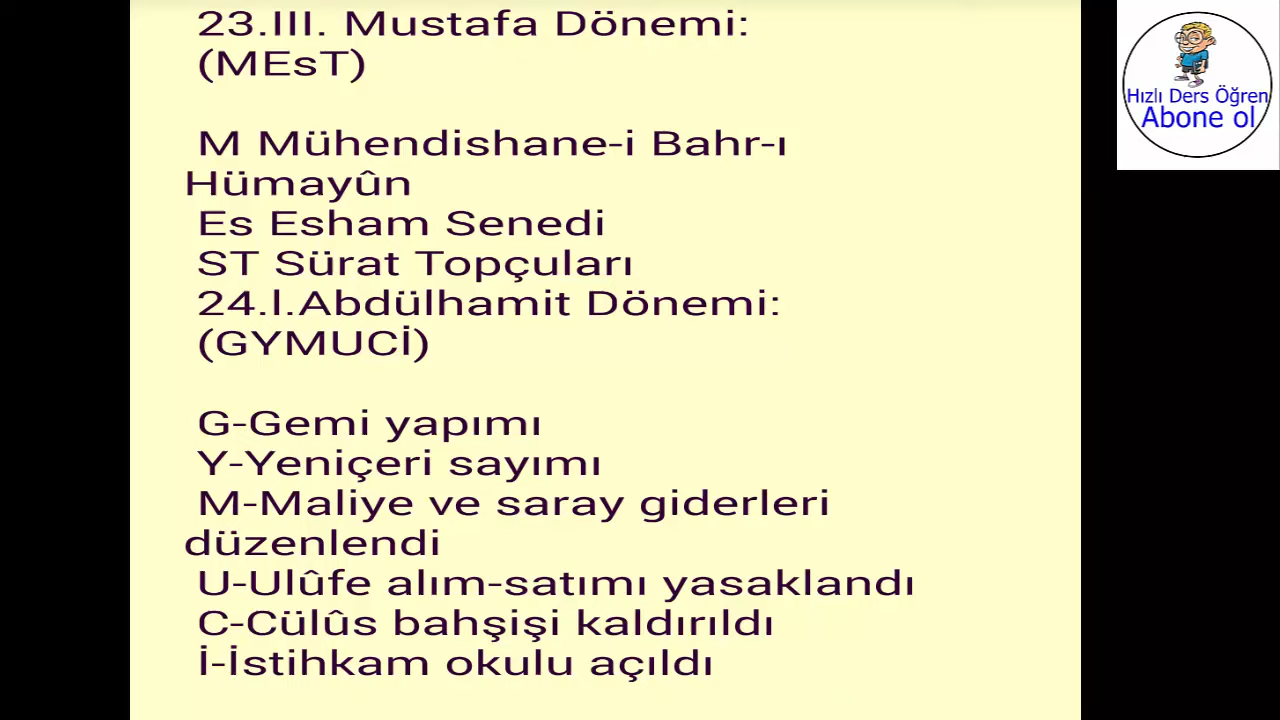 23.III. Mustafa Dönemi:
(MEsT)
M Mühendishane-i Bahr-ı
Hümayûn
Es Esham Senedi
ST Sürat Topçuları
24.l.Abdülhamit Dönemi:
(GYMUCİ)
G-Gemi yapımı
Y-Yeniçeri sayımı
M-Maliye ve saray giderleri
düzenlendi
U-Ulûfe alım-satımı yasaklandı
C-Cülûs bahşişi kaldırıldı
İ-İstihkam okulu açıldı
Hızlı Ders Öğren
Abone ol